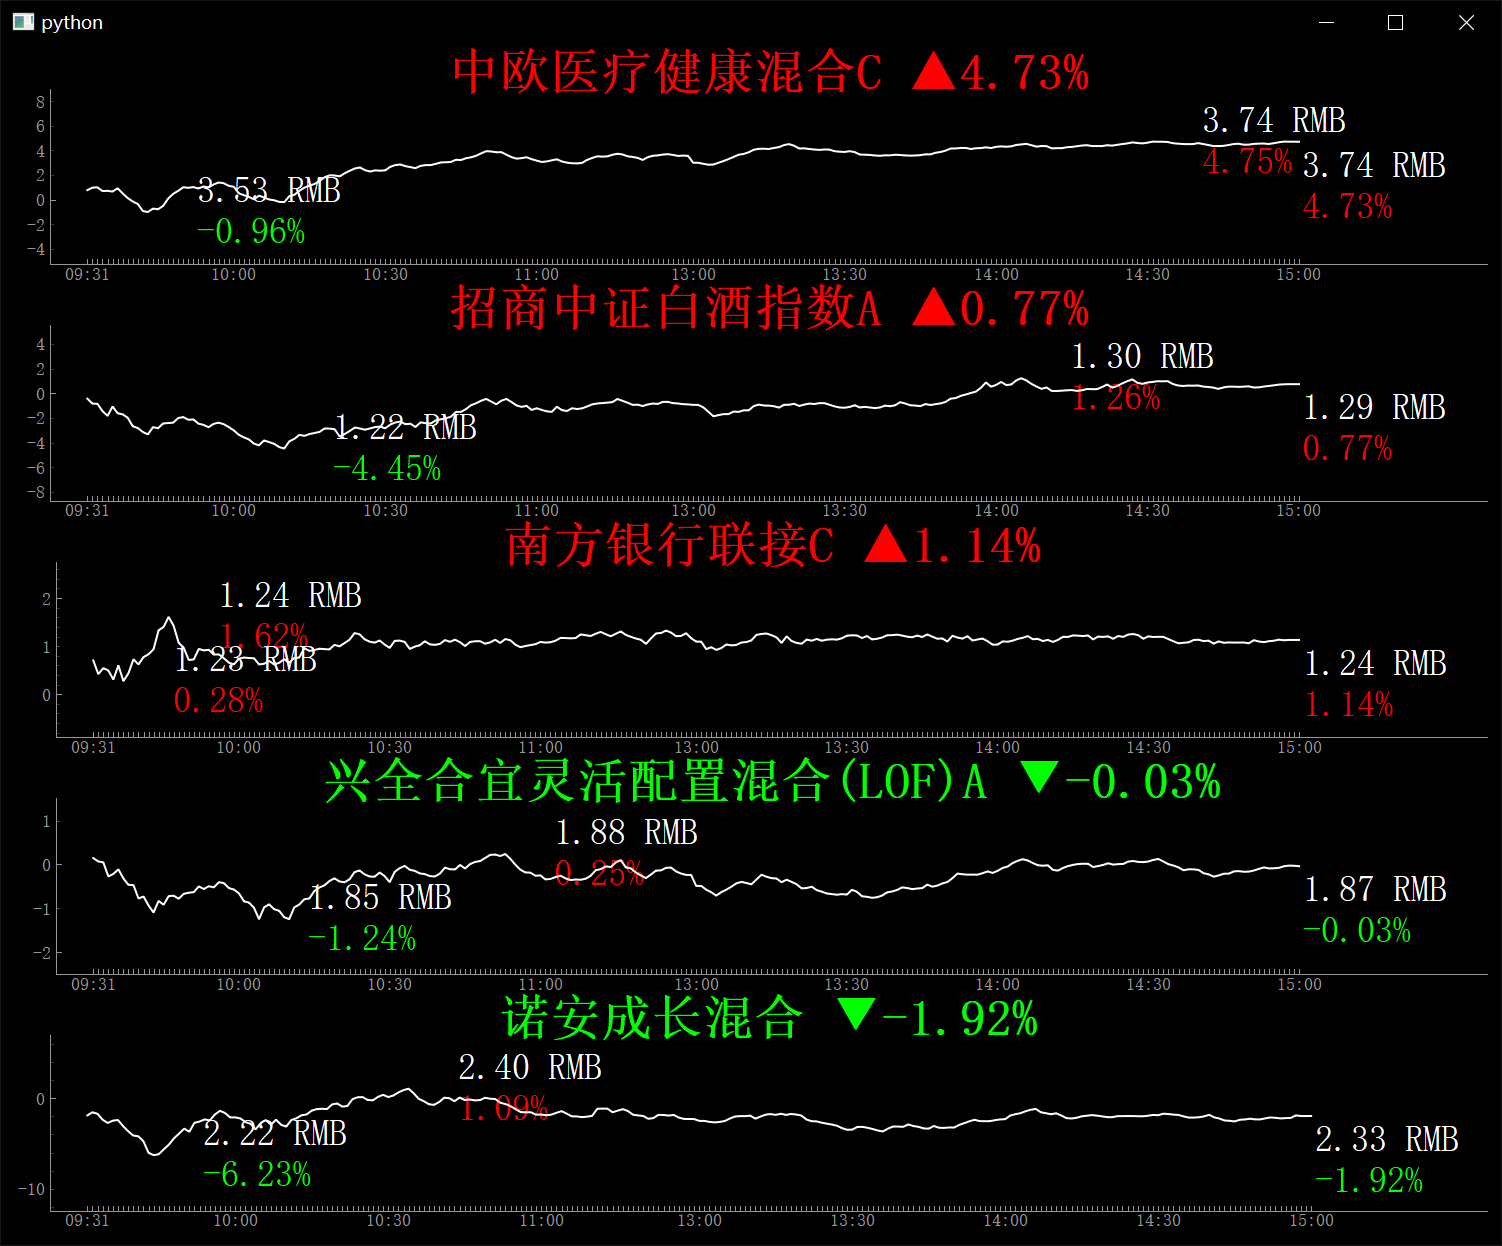 python
中欧医疗健康混合C ▲4.73%
8
6
4
2
0
-2
-4
3.53 RMB
-0.96%
3.74 RMB
4.75%
3.74 RMB
4.73%
09:31 10:00 10:30 11:00 13:00 13:30 14:00 14:30 15:00
招商中证白酒指数A ▲0.77%
4
2
0
-2
-4
-6
-8
1.22 RMB
-4.45%
1.30 RMB
1.26%
1.29 RMB
0.77%
09:31 10:00 10:30 11:00 13:00 13:30 14:00 14:30 15:00
南方银行联接C ▲1.14%
2
1
0
1.24 RMB
1.62%
1.23 RMB
0.28%
1.24 RMB
1.14%
09:31 10:00 10:30 11:00 13:00 13:30 14:00 14:30 15:00
兴全合宜灵活配置混合(LOF)A ▼-0.03%
1
0
-1
-2
1.88 RMB
0.25%
1.85 RMB
-1.24%
1.87 RMB
-0.03%
09:31 10:00 10:30 11:00 13:00 13:30 14:00 14:30 15:00
诺安成长混合 ▼-1.92%
0
-10
2.40 RMB
1.09%
2.22 RMB
-6.23%
2.33 RMB
-1.92%
09:31 10:00 10:30 11:00 13:00 13:30 14:00 14:30 15:00